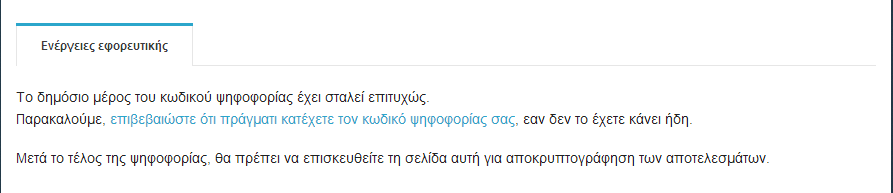 Ενέργειες εφορευτικής
Το δημόσιο μέρος του κωδικού ψηφοφορίας έχει σταλεί επιτυχώς.
Παρακαλούμε, επιβεβαιώστε ότι πράγματι κατέχετε τον κωδικό ψηφοφορίας σας, εαν δεν το έχετε κάνει ήδη.
Μετά το τέλος της ψηφοφορίας, θα πρέπει να επισκευθείτε τη σελίδα αυτή για αποκρυπτογράφηση των αποτελεσμάτων.